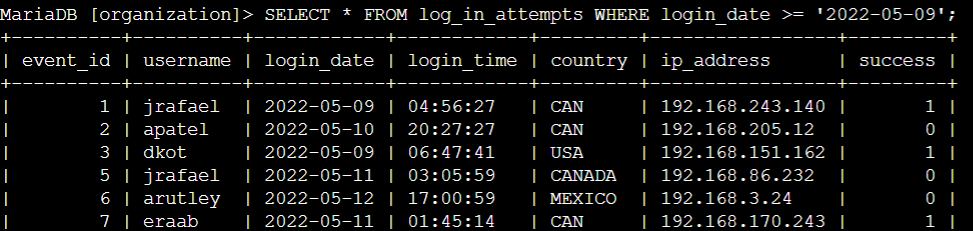 MariaDB [organization]> SELECT * FROM log_in_attempts WHERE login_date >= '2022-05-09';
+----------+----------+------------+------------+---------+-----------------+---------+
| event_id | username | login_date | login_time | country | ip_address      | success |
+----------+----------+------------+------------+---------+-----------------+---------+
|        1 | jrafael  | 2022-05-09 | 04:56:27   | CAN     | 192.168.243.140 |       1 |
|        2 | apatel   | 2022-05-10 | 20:27:27   | CAN     | 192.168.205.12  |       0 |
|        3 | dkot     | 2022-05-09 | 06:47:41   | USA     | 192.168.151.162 |       1 |
|        5 | jrafael  | 2022-05-11 | 03:05:59   | CANADA  | 192.168.86.232  |       0 |
|        6 | arutley  | 2022-05-12 | 17:00:59   | MEXICO  | 192.168.3.24    |       0 |
|        7 | eraab    | 2022-05-11 | 01:45:14   | CAN     | 192.168.170.243 |       1 |